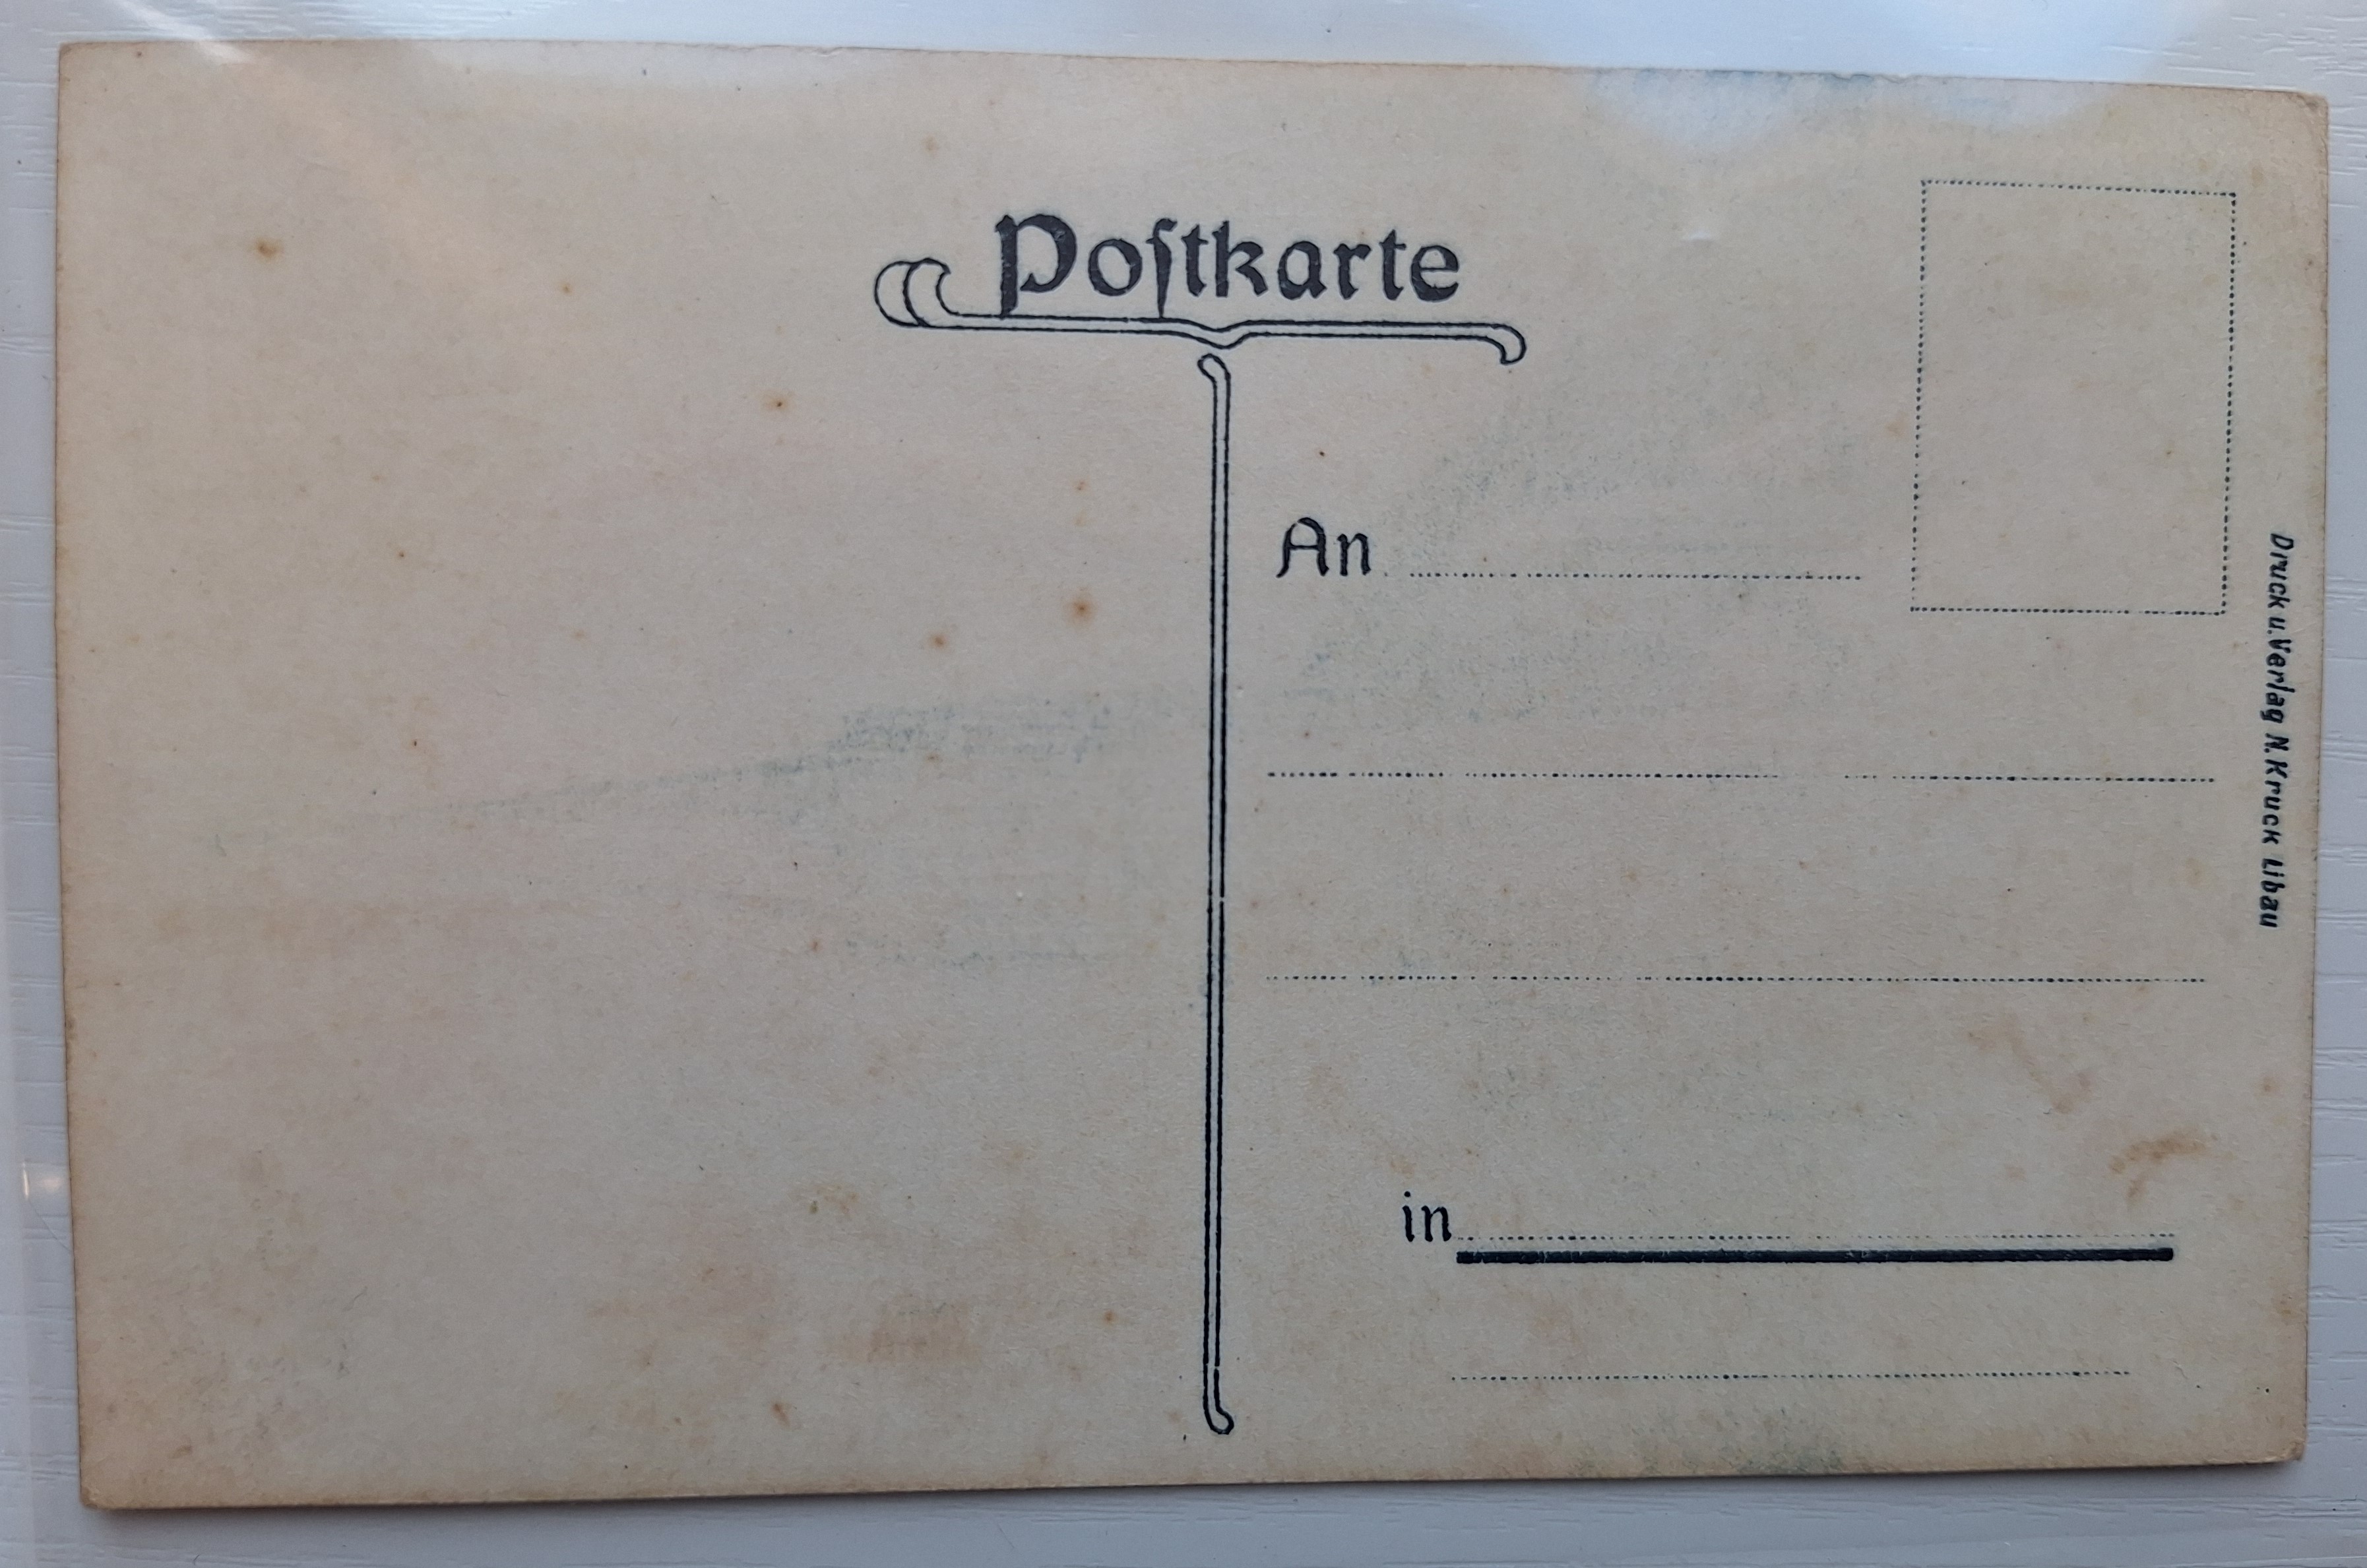 Poſtkarte
An
in
Druck u. Verlag N. Kruck Libau